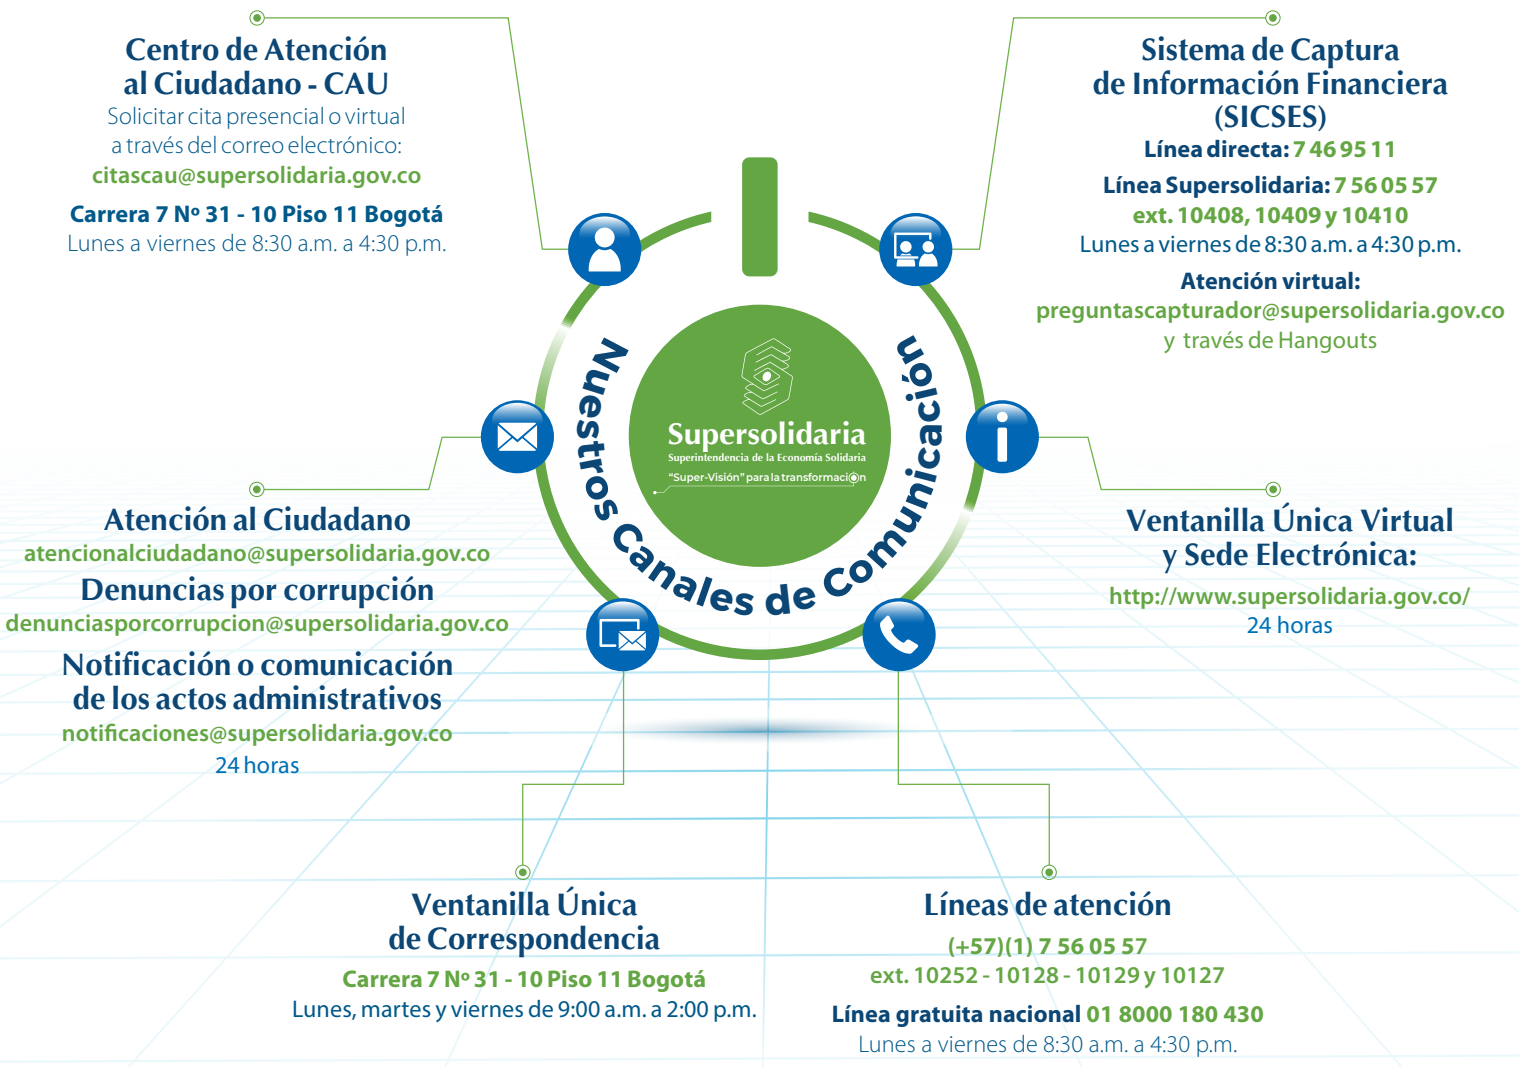 Centro de Atención
al Ciudadano - CAU
Solicitar cita presencial o virtual
a través del correo electrónico:
citascau@supersolidaria.gov.co
Carrera 7 Nº 31 - 10 Piso 11 Bogotá
Lunes a viernes de 8:30 a.m. a 4:30 p.m.
Sistema de Captura
de Información Financiera
(SICSES)
Línea directa: 7 46 95 11
Línea Supersolidaria: 7 56 05 57
ext. 10408, 10409 y 10410
Lunes a viernes de 8:30 a.m. a 4:30 p.m.
Atención virtual:
preguntascapturador@supersolidaria.gov.co
y través de Hangouts
Nuestros Canales de Comunicación
Supersolidaria
Superintendencia de la Economía Solidaria
"Super-Visión" para la transformación
Atención al Ciudadano
atencionalciudadano@supersolidaria.gov.co
Denuncias por corrupción
denunciasporcorrupcion@supersolidaria.gov.co
Notificación o comunicación
de los actos administrativos
notificaciones@supersolidaria.gov.co
24 horas
Ventanilla Única Virtual
y Sede Electrónica:
http://www.supersolidaria.gov.co/
24 horas
Ventanilla Única
de Correspondencia
Carrera 7 Nº 31 - 10 Piso 11 Bogotá
Lunes, martes y viernes de 9:00 a.m. a 2:00 p.m.
Líneas de atención
(+57)(1) 7 56 05 57
ext. 10252 - 10128 - 10129 y 10127
Línea gratuita nacional 01 8000 180 430
Lunes a viernes de 8:30 a.m. a 4:30 p.m.